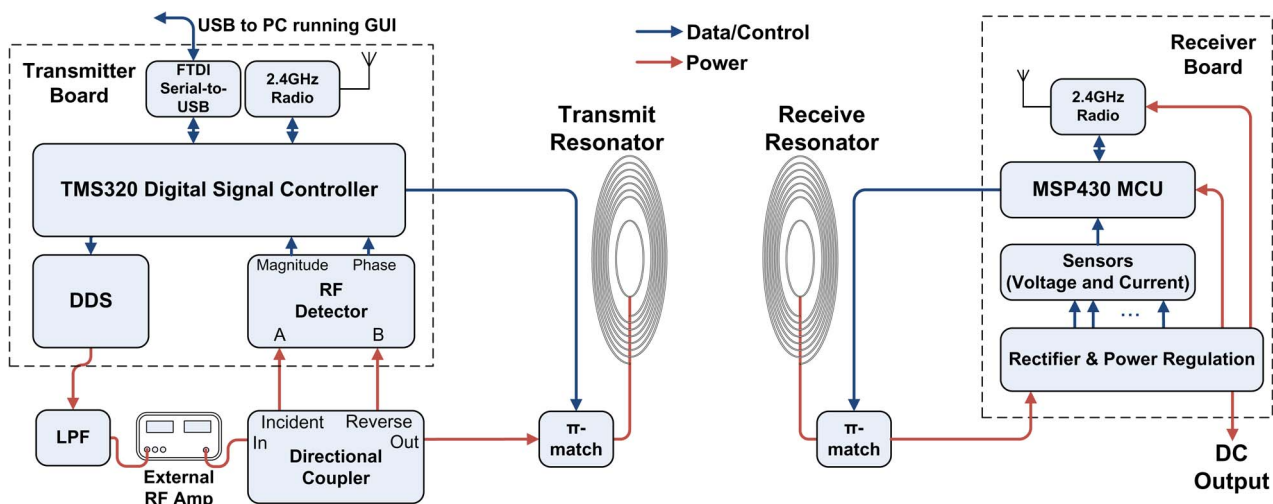 USB to PC running GUI
Transmitter
Board
FTDI
Serial-to-
USB
2.4GHz
Radio
TMS320 Digital Signal Controller
DDS
Magnitude
Phase
RF
Detector
A
B
LPF
External
RF Amp
Incident
Reverse
In
Out
Directional
Coupler
π-
match
Data/Control
Power
Transmit
Resonator
Receive
Resonator
π-
match
Receiver
Board
2.4GHz
Radio
MSP430 MCU
Sensors
(Voltage and Current)
...
Rectifier & Power Regulation
DC
Output